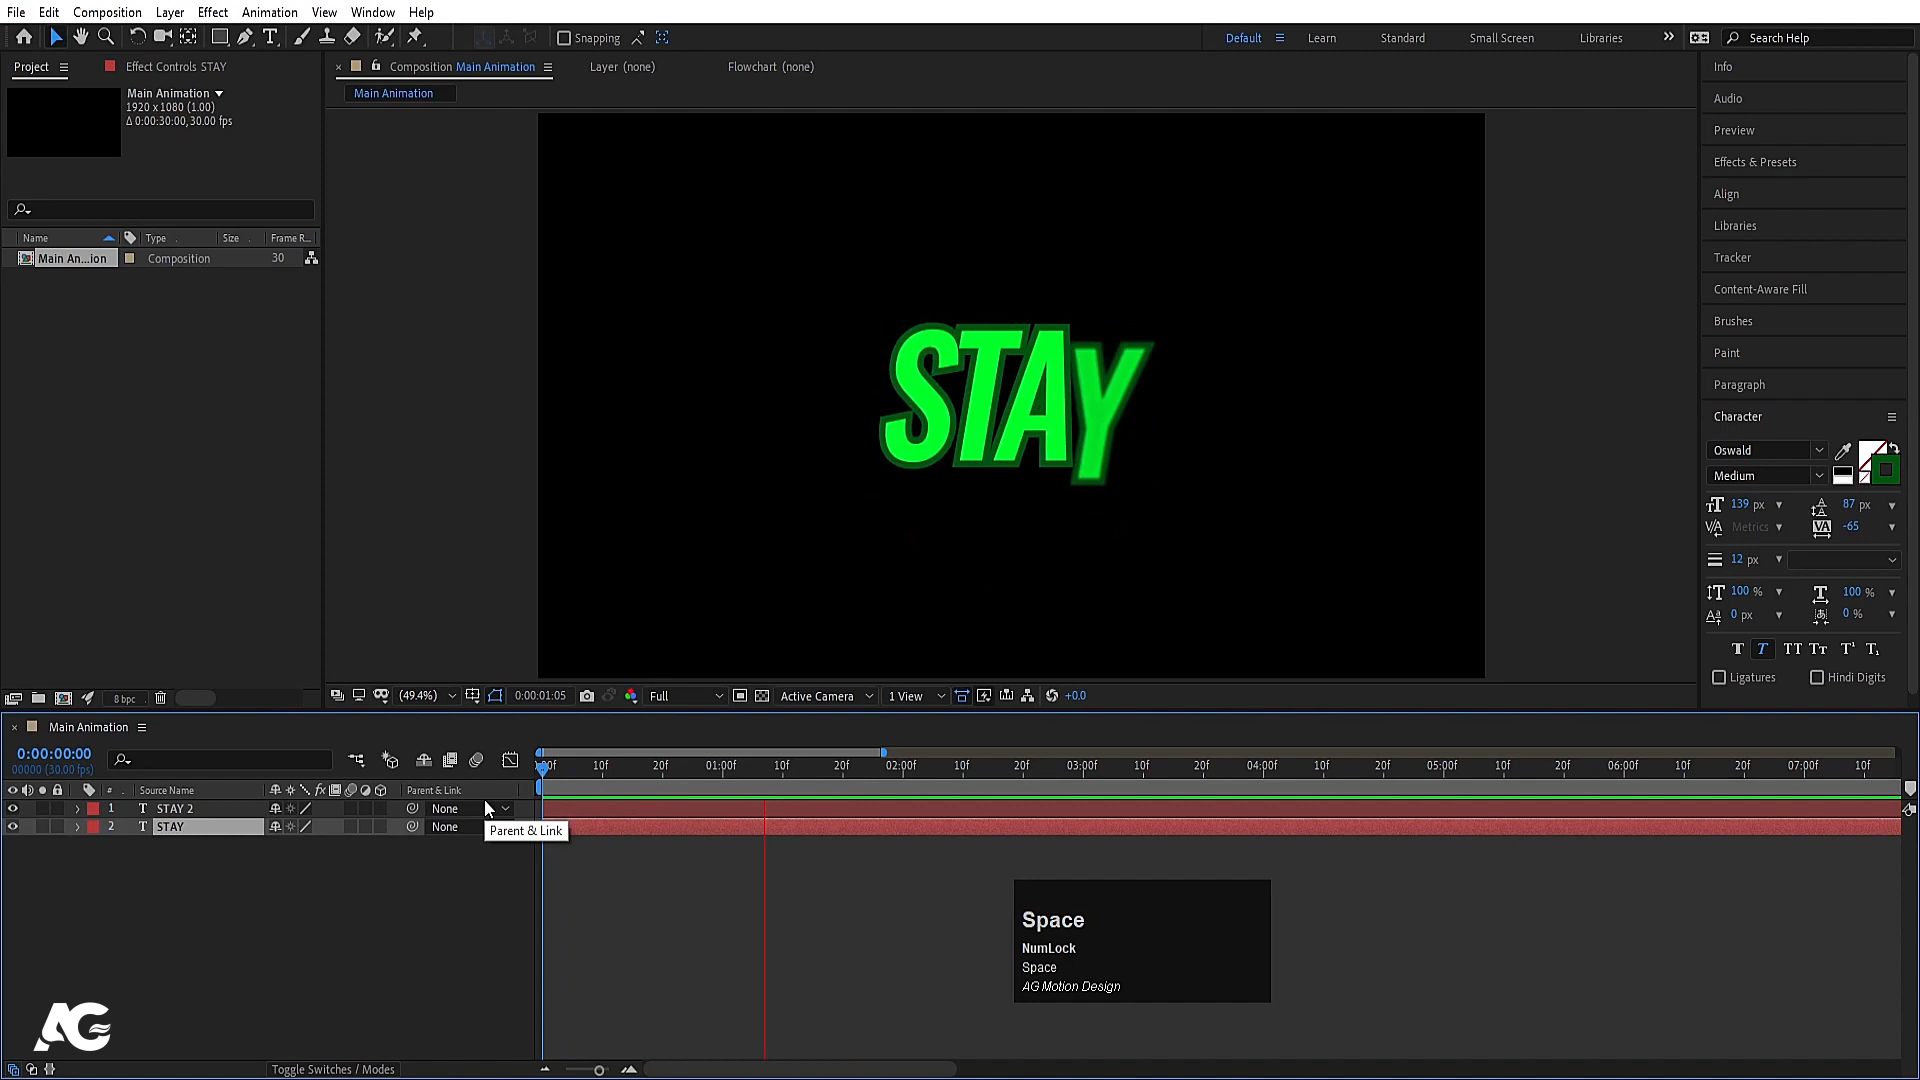 File Edit Composition Layer Effect Animation View Window Help
Snapping Default Learn Standard Small Screen Libraries Search Help
Project Effect Controls STAY
Composition Main Animation Layer (none) Flowchart (none)
Main Animation
Main Animation
1920 x 1080 (1.00)
Δ 0:00:30:00, 30.00 fps
Name Type Size Frame R...
Main An...ion Composition 30
STAY
Info
Audio
Preview
Effects & Presets
Align
Libraries
Tracker
Content-Aware Fill
Brushes
Paint
Paragraph
Character
Oswald
Medium
139 px 87 px
Metrics -65
12 px
100 % 100 %
0 px 0 %
T T TT Tr T¹ T₁
Ligatures Hindi Digits
8 bpc
(49.4%) 0:00:01:05 Full Active Camera 1 View +0.0
Main Animation
0:00:00:00
00000 (30.00 fps)
:00f 10f 20f 01:00f 10f 20f 02:00f 10f 20f 03:00f 10f 20f 04:00f 10f 20f 05:00f 10f 20f 06:00f 10f 20f 07:00f 10f
# Source Name fx Parent & Link
1 T STAY 2 None
2 T STAY None
Parent & Link
Space
NumLock
Space
AG Motion Design
AG
Toggle Switches / Modes